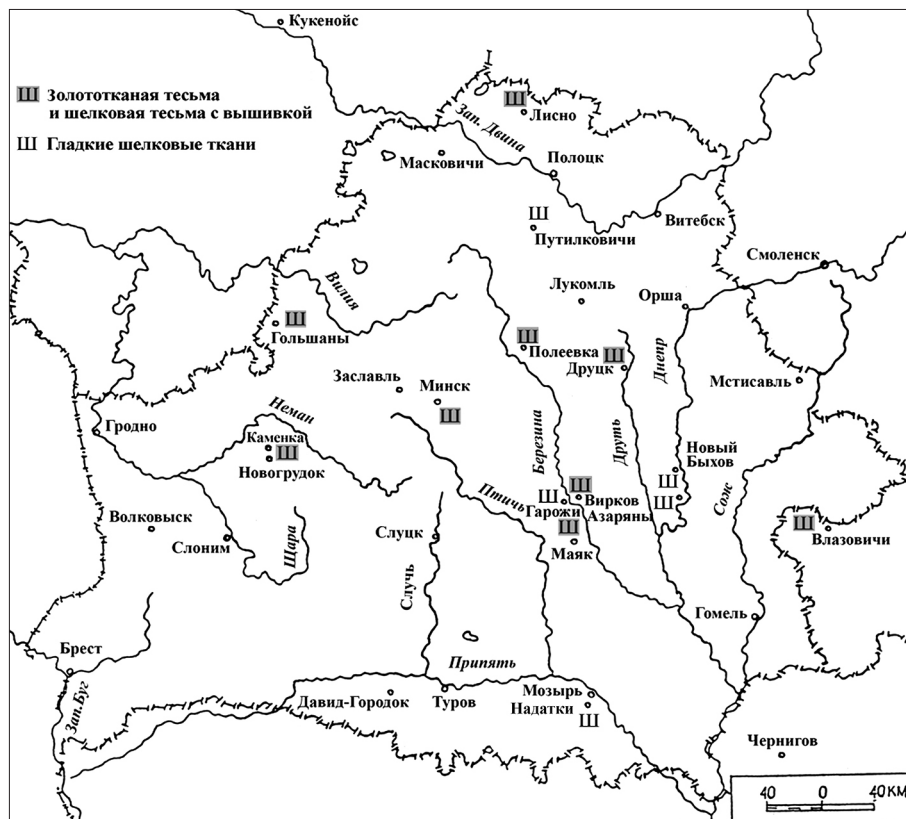 Кукенойс
Ш Золототканая тесьма
и шелковая тесьма с вышивкой
Ш Гладкие шелковые ткани
Ш
Лисно
Зап. Двина
Масковичи
Полоцк
Витебск
Ш
Путилковичи
Смоленск
Вилия
Лукомль
Орша
Ш
Гольшаны
Ш
Полеевка
Ш
Друцк
Днепр
Заславль
Минск
Ш
Мстисавль
Неман
Гродно
Каменка
Ш
Новогрудок
Березина
Друть
Новый
Быхов
Ш
Ш
Сож
Птичь
Ш
Ш
Вирков
Гарожи
Азаряны
Ш
Маяк
Ш
Влазовичи
Волковыск
Слоним
Щара
Слуцк
Случь
Гомель
Брест
Зап.Буг
Припять
Давид-Городок
Туров
Мозырь
Надатки
Ш
Чернигов
40 0 40 КМ